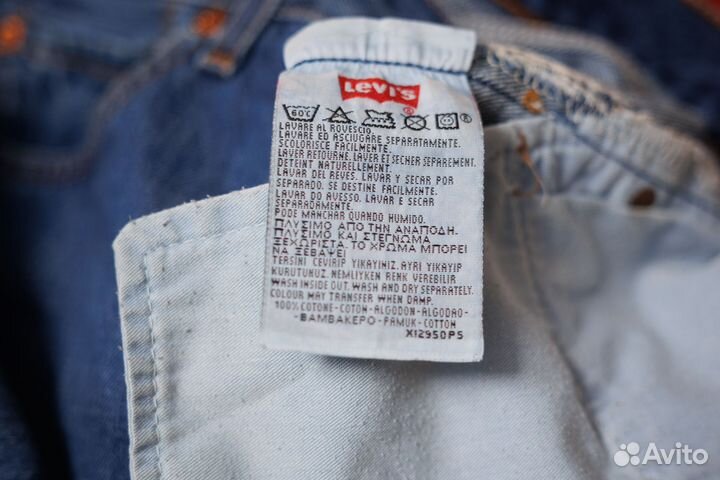 Levi's
®
60°C
LAVARE AL ROVESCIO.
LAVARE ED ASCIUGARE SEPARATAMENTE.
SCOLORISCE FACILMENTE.
LAVER RETOURNE. LAVER ET SECHER SEPAREMENT.
DETEINT NATURELLEMENT.
LAVAR DEL REVES. LAVAR Y SECAR POR
SEPARADO. SE DESTINE FACILMENTE.
LAVAR DO AVESSO. LAVAR E SECAR
SEPARADAMENTE.
PODE MANCHAR QUANDO HUMIDO.
ΠΛΥΣΙΜΟ ΑΠΟ ΤΗΝ ΑΝΑΠΟΔΗ.
ΠΛΥΣΙΜΟ ΚΑΙ ΣΤΕΓΝΩΜΑ
ΞΕΧΩΡΙΣΤΑ. ΤΟ ΧΡΩΜΑ ΜΠΟΡΕΙ
ΝΑ ΞΕΒΑΨΕΙ
TERSINI CEVIRIP YIKAYINIZ. AYRI YIKAYIP
KURUTUNUZ. NEMLIYKEN RENK VEREBILIR
WASH INSIDE OUT. WASH AND DRY SEPARATELY.
COLOUR MAY TRANSFER WHEN DAMP.
100% COTONE-COTON-ALGODON-ALGODAO-
-ΒΑΜΒΑΚΕΡΟ-PAMUK-COTTON
X12950PS
Avito